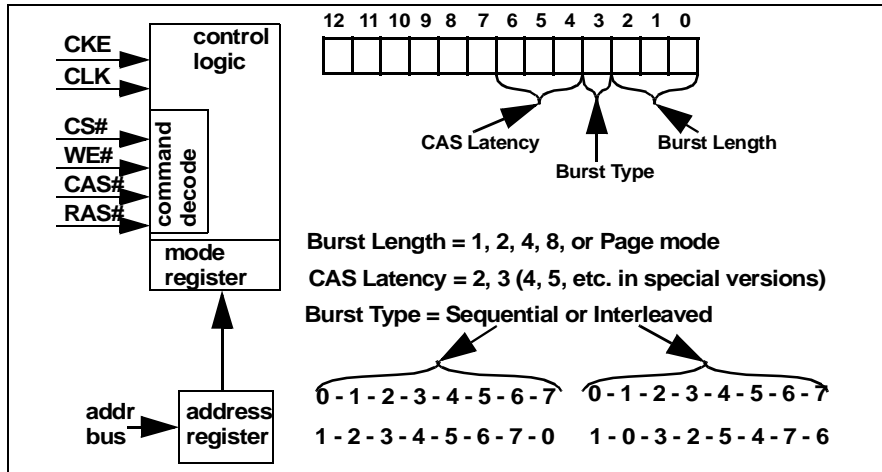 CKE
CLK
CS#
WE#
CAS#
RAS#
control
logic
command
decode
mode
register
addr
bus
address
register
12 11 10 9 8 7 6 5 4 3 2 1 0
CAS Latency
Burst Type
Burst Length
Burst Length = 1, 2, 4, 8, or Page mode
CAS Latency = 2, 3 (4, 5, etc. in special versions)
Burst Type = Sequential or Interleaved
0 - 1 - 2 - 3 - 4 - 5 - 6 - 7
1 - 2 - 3 - 4 - 5 - 6 - 7 - 0
0 - 1 - 2 - 3 - 4 - 5 - 6 - 7
1 - 0 - 3 - 2 - 5 - 4 - 7 - 6